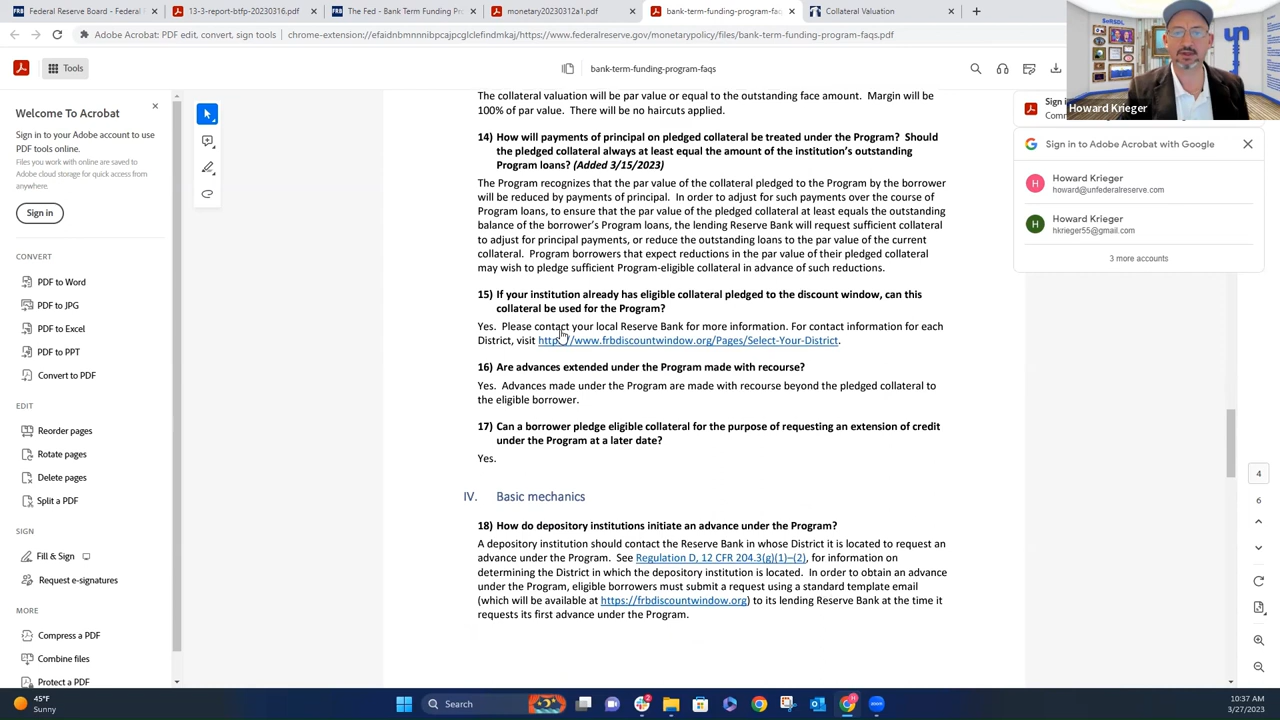 Federal Reserve Board - Federal
13-3-report-btfp-20230316.pdf
The Fed - Bank Term Funding Pro
monetary20230312a1.pdf
bank-term-funding-program-faqs
Collateral Valuation
Adobe Acrobat: PDF edit, convert, sign tools
chrome-extension://efaidnbmnnnibpcajpcglclefindmkaj/https://www.federalreserve.gov/monetarypolicy/files/bank-term-funding-program-faqs.pdf
Tools
bank-term-funding-program-faqs
Howard Krieger
Welcome To Acrobat
Sign in to your Adobe account to use
PDF tools online.
Files you work with online are saved to
Adobe cloud storage for quick access from
anywhere.
Sign in
CONVERT
PDF to Word
PDF to JPG
PDF to Excel
PDF to PPT
Convert to PDF
EDIT
Reorder pages
Rotate pages
Delete pages
Split a PDF
SIGN
Fill & Sign
Request e-signatures
MORE
Compress a PDF
Combine files
Protect a PDF
The collateral valuation will be par value or equal to the outstanding face amount. Margin will be
100% of par value. There will be no haircuts applied.
14) How will payments of principal on pledged collateral be treated under the Program? Should
the pledged collateral always at least equal the amount of the institution's outstanding
Program loans? (Added 3/15/2023)
The Program recognizes that the par value of the collateral pledged to the Program by the borrower
will be reduced by payments of principal. In order to adjust for such payments over the course of
Program loans, to ensure that the par value of the pledged collateral at least equals the outstanding
balance of the borrower's Program loans, the lending Reserve Bank will request sufficient collateral
to adjust for principal payments, or reduce the outstanding loans to the par value of the current
collateral. Program borrowers that expect reductions in the par value of their pledged collateral
may wish to pledge sufficient Program-eligible collateral in advance of such reductions.
15) If your institution already has eligible collateral pledged to the discount window, can this
collateral be used for the Program?
Yes. Please contact your local Reserve Bank for more information. For contact information for each
District, visit https://www.frbdiscountwindow.org/Pages/Select-Your-District.
16) Are advances extended under the Program made with recourse?
Yes. Advances made under the Program are made with recourse beyond the pledged collateral to
the eligible borrower.
17) Can a borrower pledge eligible collateral for the purpose of requesting an extension of credit
under the Program at a later date?
Yes.
IV. Basic mechanics
18) How do depository institutions initiate an advance under the Program?
A depository institution should contact the Reserve Bank in whose District it is located to request an
advance under the Program. See Regulation D, 12 CFR 204.3(g)(1)–(2), for information on
determining the District in which the depository institution is located. In order to obtain an advance
under the Program, eligible borrowers must submit a request using a standard template email
(which will be available at https://frbdiscountwindow.org) to its lending Reserve Bank at the time it
requests its first advance under the Program.
Sign in
Sign in to Adobe Acrobat with Google
Howard Krieger
howard@unfederalreserve.com
Howard Krieger
hkrieger55@gmail.com
3 more accounts
4
6
45°F
Sunny
Search
10:37 AM
3/27/2023